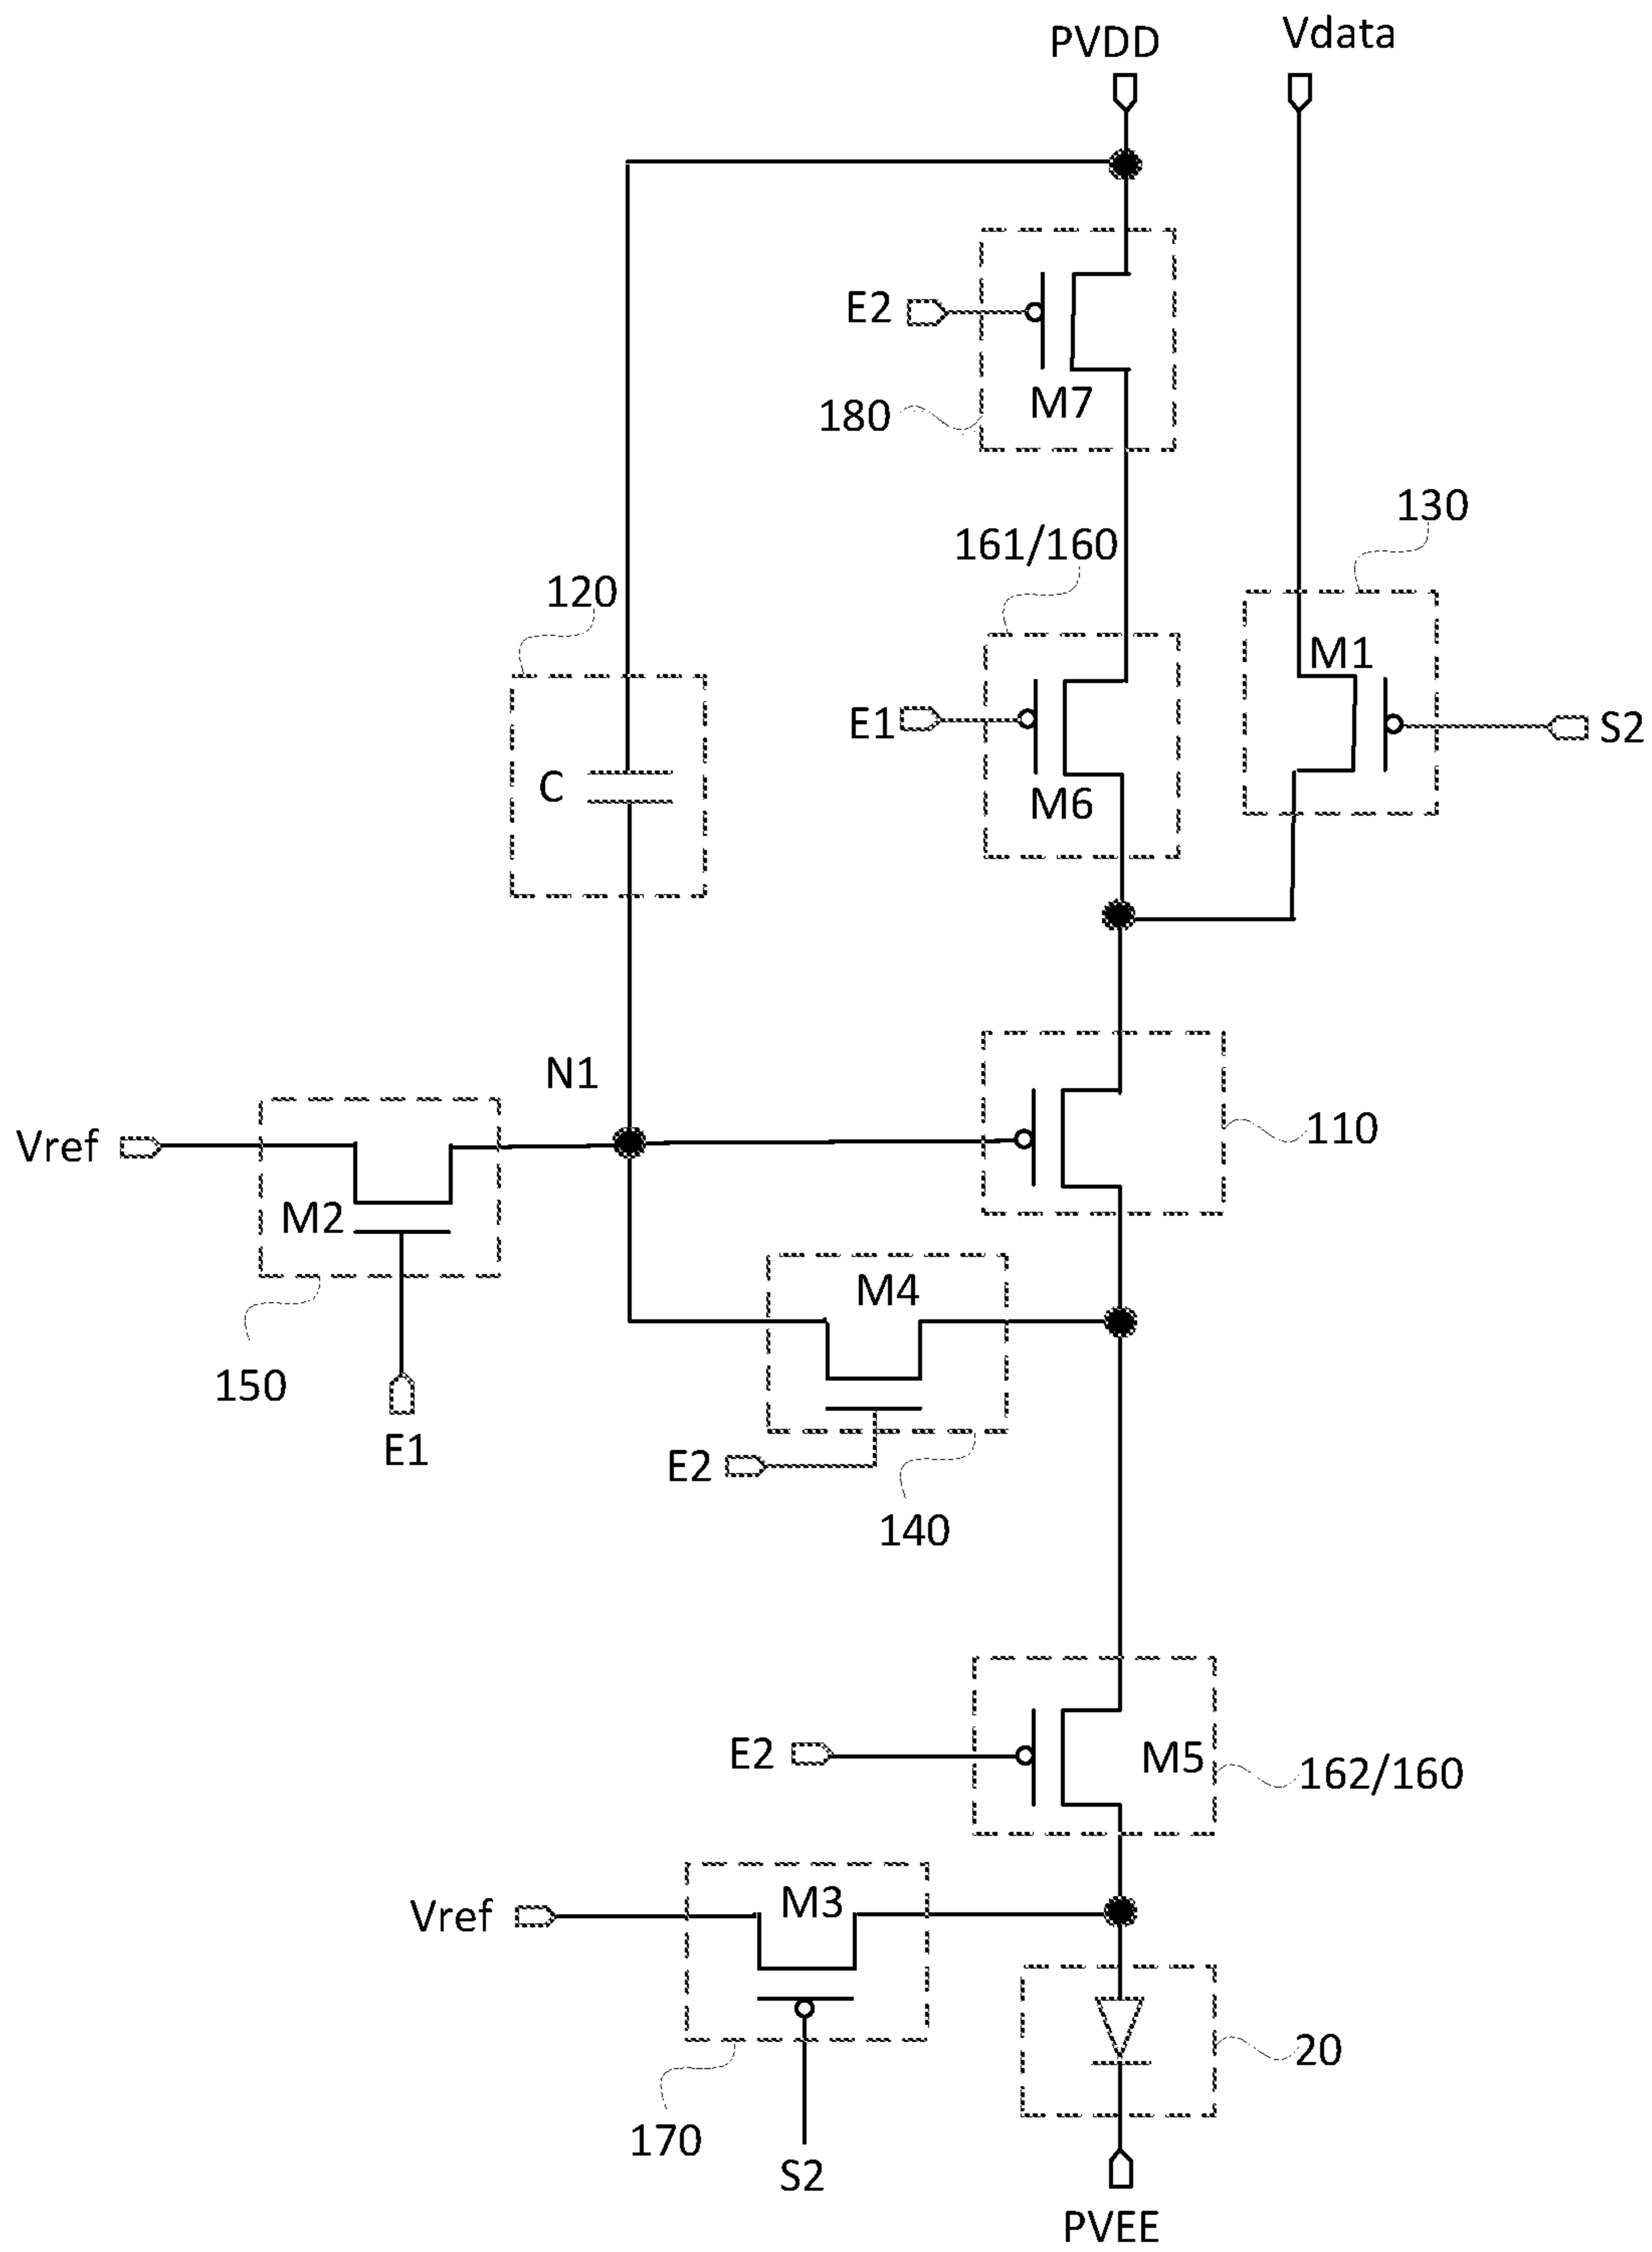 PVDD
Vdata
E2
M7
180
161/160
130
120
M1
E1
S2
C
M6
N1
Vref
110
M2
M4
150
E1
E2
140
E2
M5
162/160
M3
Vref
20
170
S2
PVEE